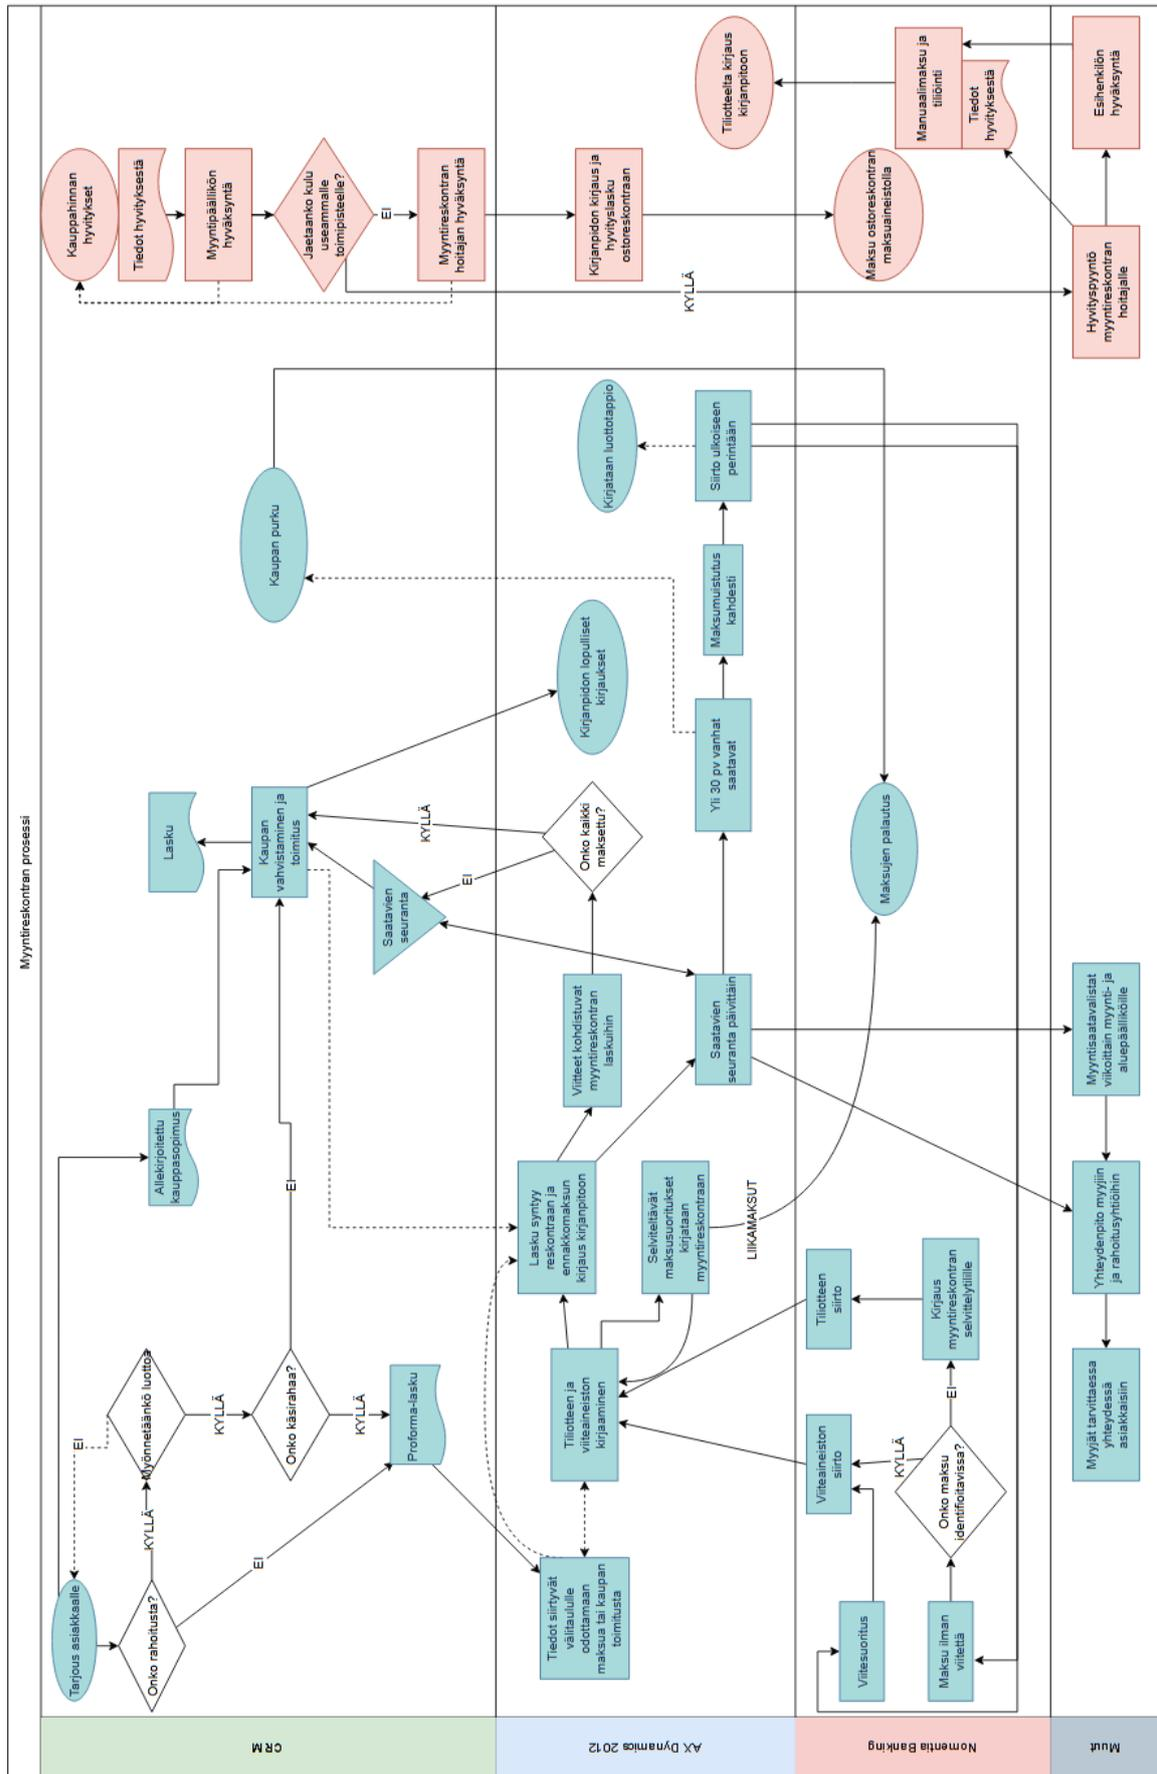 Myyntireskontran prosessi
CRM
Tarjous asiakkaalle
Onko rahoitusta?
KYLLÄ
EI
Myönnetäänkö luottoa
EI
KYLLÄ
Onko käsirahaa?
KYLLÄ
EI
Proforma-lasku
Allekirjoitettu
kauppasopimus
Lasku
Kaupan
vahvistaminen ja
toimitus
Saatavien
seuranta
KYLLÄ
EI
Kaupan purku
Kauppahinnan
hyvitykset
Tiedot hyvityksestä
Myyntipäällikön
hyväksyntä
Jaetaanko kulu
useammalle
toimipisteelle?
EI
KYLLÄ
Myyntireskontran
hoitajan hyväksyntä
AX Dynamics 2012
Tiedot siirtyvät
välitaululle
odottamaan
maksua tai kaupan
toimitusta
Tiliotteen ja
viiteaineiston
kirjaaminen
Lasku syntyy
reskontraan ja
ennakkomaksun
kirjaus kirjanpitoon
Selviteltävät
maksusuoritukset
kirjataan
myyntireskontraan
LIIKAMAKSUT
Viitteet kohdistuvat
myyntireskontran
laskuihin
Saatavien
seuranta päivittäin
Onko kaikki
maksettu?
Kirjanpidon lopulliset
kirjaukset
Yli 30 pv vanhat
saatavat
Maksumuistutus
kahdesti
Siirto ulkoiseen
perintään
Kirjataan luottotappio
Kirjanpidon kirjaus ja
hyvityslasku
ostoreskontraan
Tiliotteelta kirjaus
kirjanpitoon
Nomentia Banking
Viitesuoritus
Maksu ilman
viitettä
Onko maksu
identifioitavissa?
KYLLÄ
EI
Viiteaineiston
siirto
Kirjaus
myyntireskontran
selvittelytilille
Tiliotteen
siirto
Maksujen palautus
Maksu ostoreskontran
maksuaineistolla
Manuaalimaksu ja
tiliöinti
Tiedot
hyvityksestä
Muut
Myyjät tarvittaessa
yhteydessä
asiakkaisiin
Yhteydenpito myyjiin
ja rahoitusyhtiöihin
Myyntisaatavalistat
viikoittain myynti- ja
aluepäälliköille
Hyvityspyyntö
myyntireskontran
hoitajalle
Esihenkilön
hyväksyntä